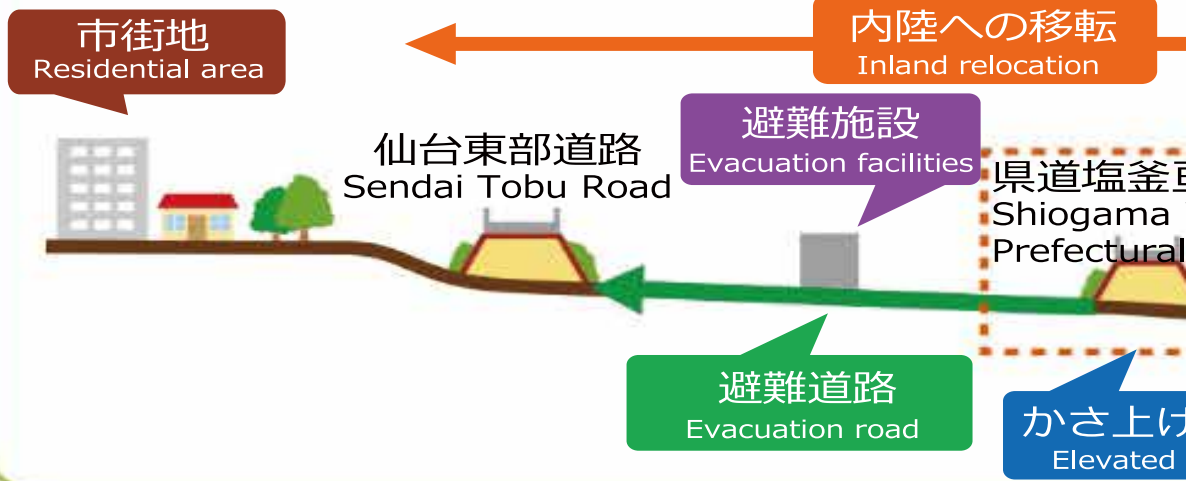 市街地
Residential area
内陸への移転
Inland relocation
避難施設
Evacuation facilities
仙台東部道路
Sendai Tobu Road
県道塩釜
Shiogama
Prefectural
避難道路
Evacuation road
かさ上げ
Elevated